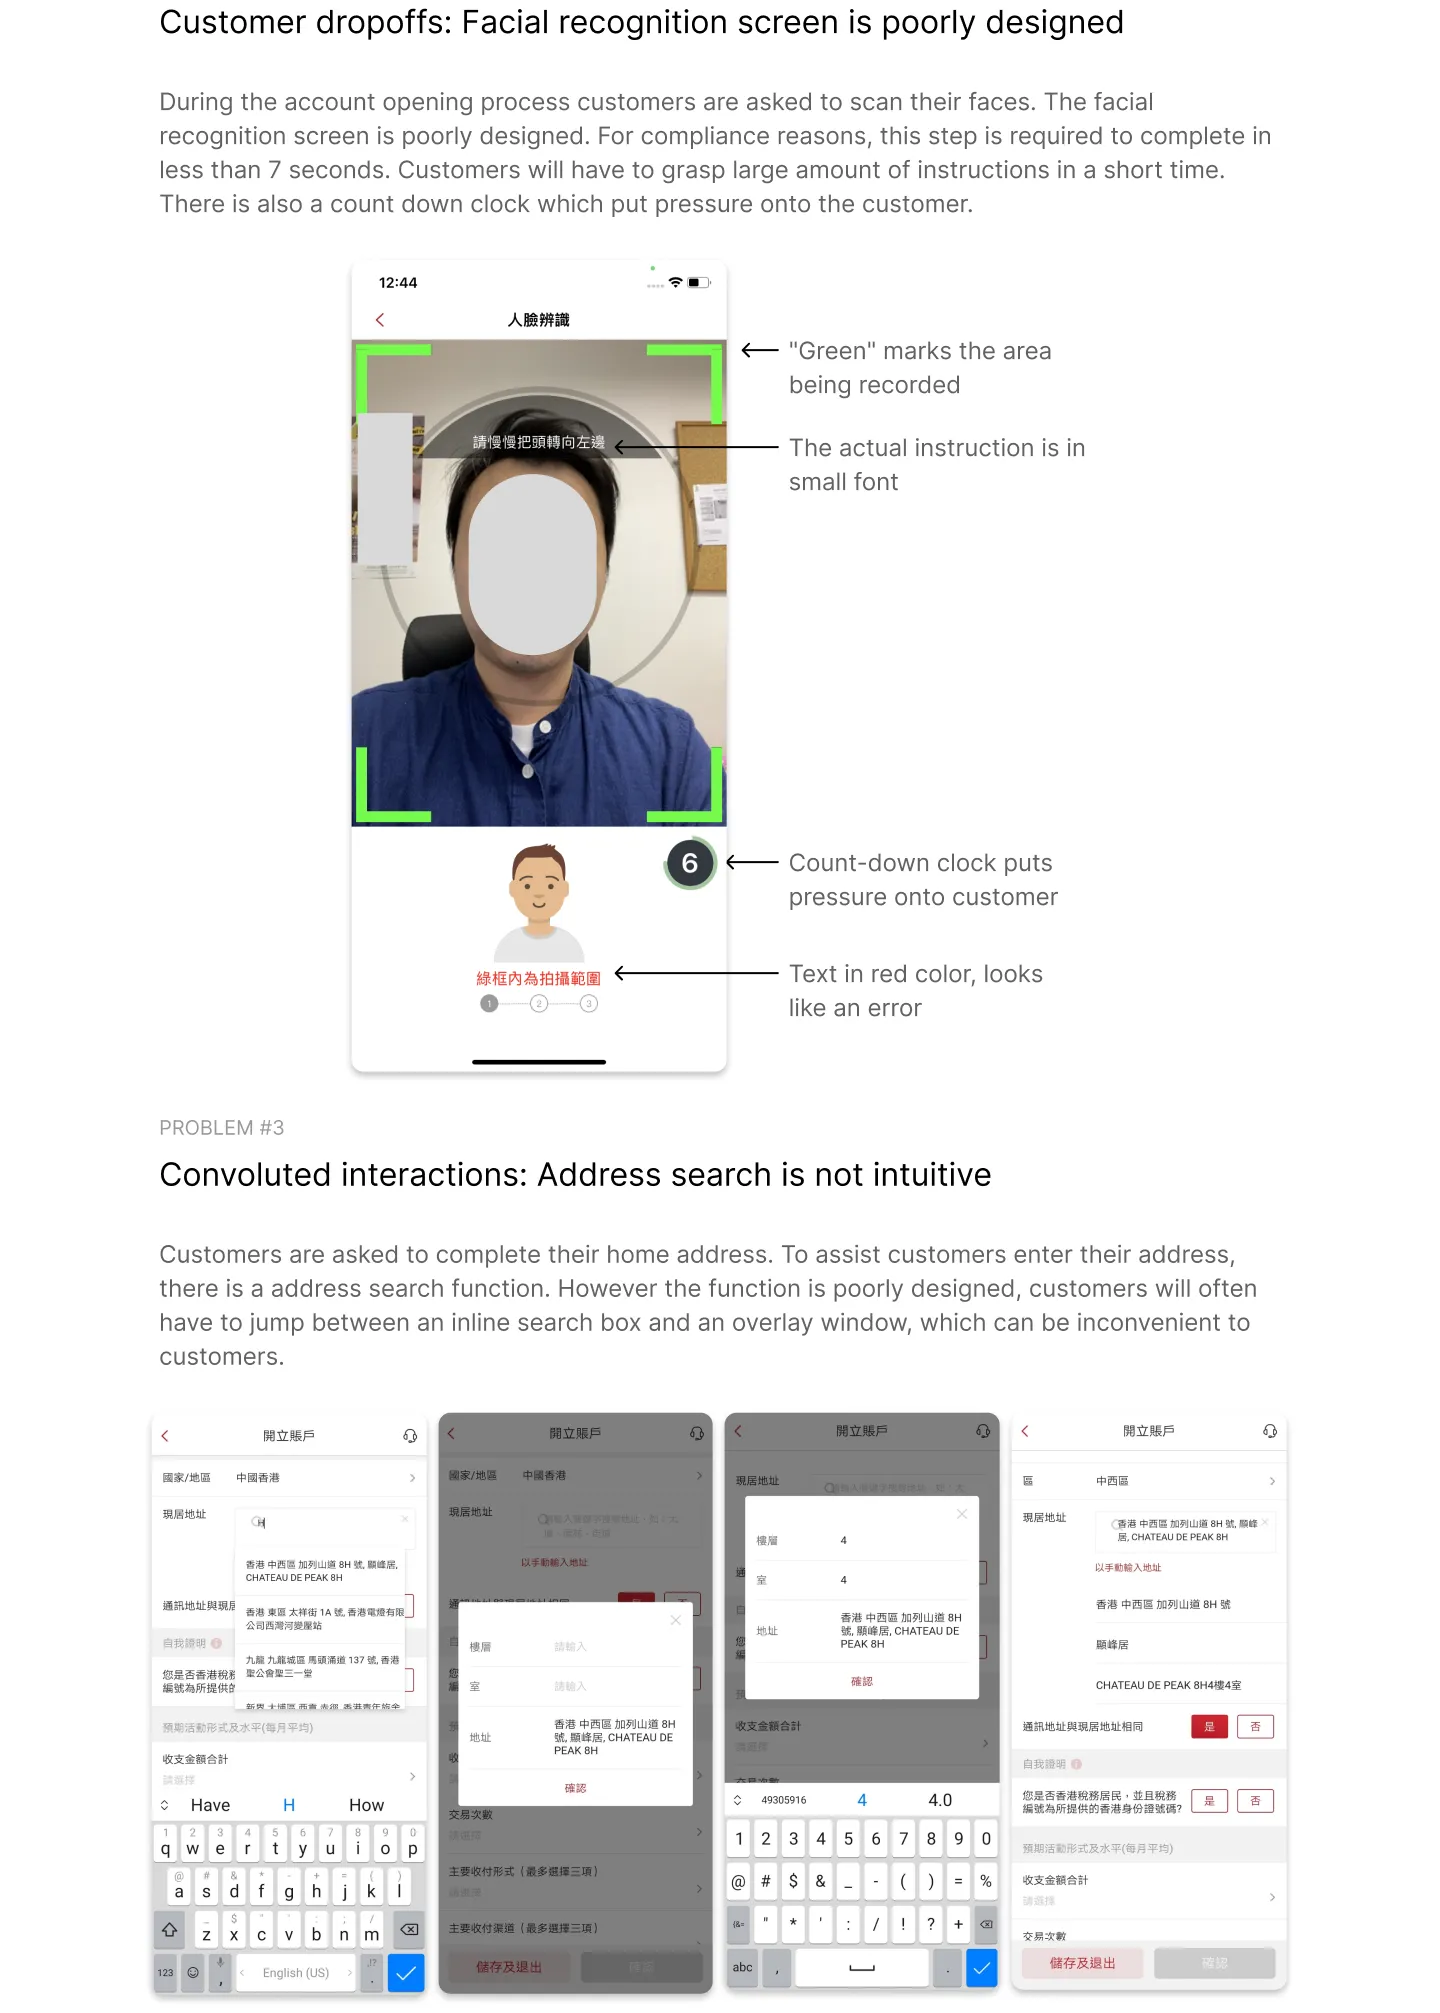 Customer dropoffs: Facial recognition screen is poorly designed
During the account opening process customers are asked to scan their faces. The facial
recognition screen is poorly designed. For compliance reasons, this step is required to complete in
less than 7 seconds. Customers will have to grasp large amount of instructions in a short time.
There is also a count down clock which put pressure onto the customer.
12:44
人臉辨識
"Green" marks the area
being recorded
請慢慢把頭轉向左邊
The actual instruction is in
small font
6
Count-down clock puts
pressure onto customer
綠框內為拍攝範圍
Text in red color, looks
like an error
1 2 3
PROBLEM #3
Convoluted interactions: Address search is not intuitive
Customers are asked to complete their home address. To assist customers enter their address,
there is a address search function. However the function is poorly designed, customers will often
have to jump between an inline search box and an overlay window, which can be inconvenient to
customers.
開立賬戶
國家/地區 中國香港
現居地址 H
香港 中西區 加列山道 8H 號, 顯峰居,
CHATEAU DE PEAK 8H
通訊地址與現居
香港 東區 太祥街 1A 號, 香港電燈有限
公司西灣河變壓站
自我證明
九龍 九龍城區 馬頭涌道 137 號, 香港
聖公會聖三一堂
您是否香港稅務
編號為所提供的
預期活動形式及水平(每月平均)
收支金額合計
請選擇
Have H How
1 2 3 4 5 6 7 8 9 0
q w e r t y u i o p
@ # & * - + = ( )
a s d f g h j k l
_ $ " ' : ; /
z x c v b n m
123 , English (US) ,!? .
開立賬戶
國家/地區 中國香港
現居地址
以手動輸入地址
樓層 請輸入
室 請輸入
地址 香港 中西區 加列山道 8H
號, 顯峰居, CHATEAU DE
PEAK 8H
確認
交易次數
請選擇
主要收付形式（最多選擇三項）
請選擇
主要收付渠道（最多選擇三項）
儲存及退出 確認
開立賬戶
現居地址
樓層 4
室 4
地址 香港 中西區 加列山道 8H
號, 顯峰居, CHATEAU DE
PEAK 8H
確認
收支金額合計
請選擇
交易次數
49305916 4 4.0
1 2 3 4 5 6 7 8 9 0
@ # $ & _ - ( ) = %
{&= " * ' : / ! ? +
abc , .
開立賬戶
區 中西區
現居地址 香港 中西區 加列山道 8H 號, 顯峰
居, CHATEAU DE PEAK 8H
以手動輸入地址
香港 中西區 加列山道 8H 號
顯峰居
CHATEAU DE PEAK 8H4樓4室
通訊地址與現居地址相同 是 否
自我證明
您是否香港稅務居民，並且稅務
編號為所提供的香港身份證號碼? 是 否
預期活動形式及水平(每月平均)
收支金額合計
請選擇
交易次數
儲存及退出 確認